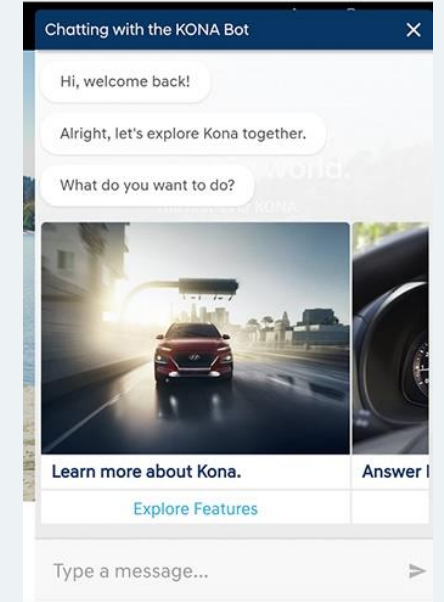 Chatting with the KONA Bot
Hi, welcome back!
Alright, let's explore Kona together.
What do you want to do?
Learn more about Kona.
Answer
Explore Features
Type a message...